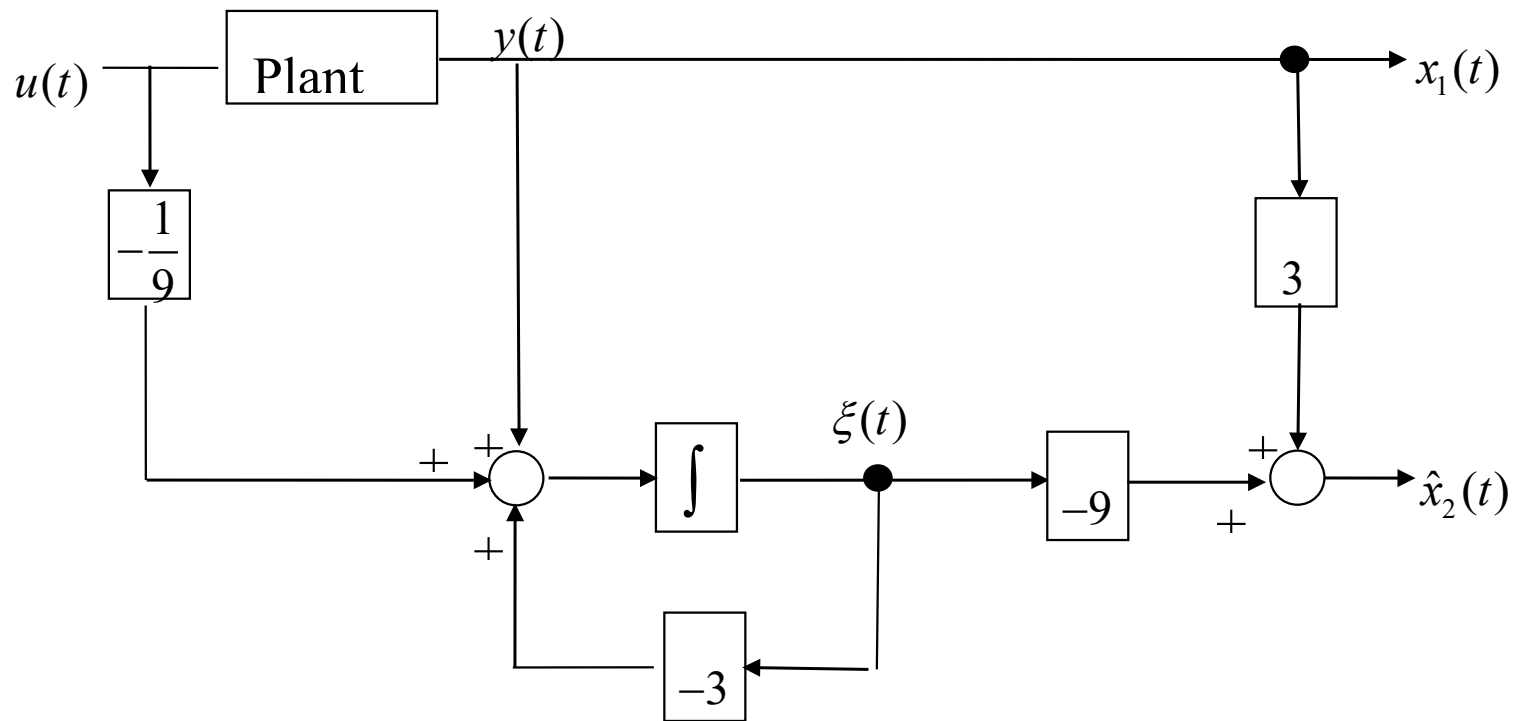 y(t)
u(t)
Plant
x₁(t)
−1/9
3
ξ(t)
+
+
∫
+
−9
+
x̂₂(t)
+
−3